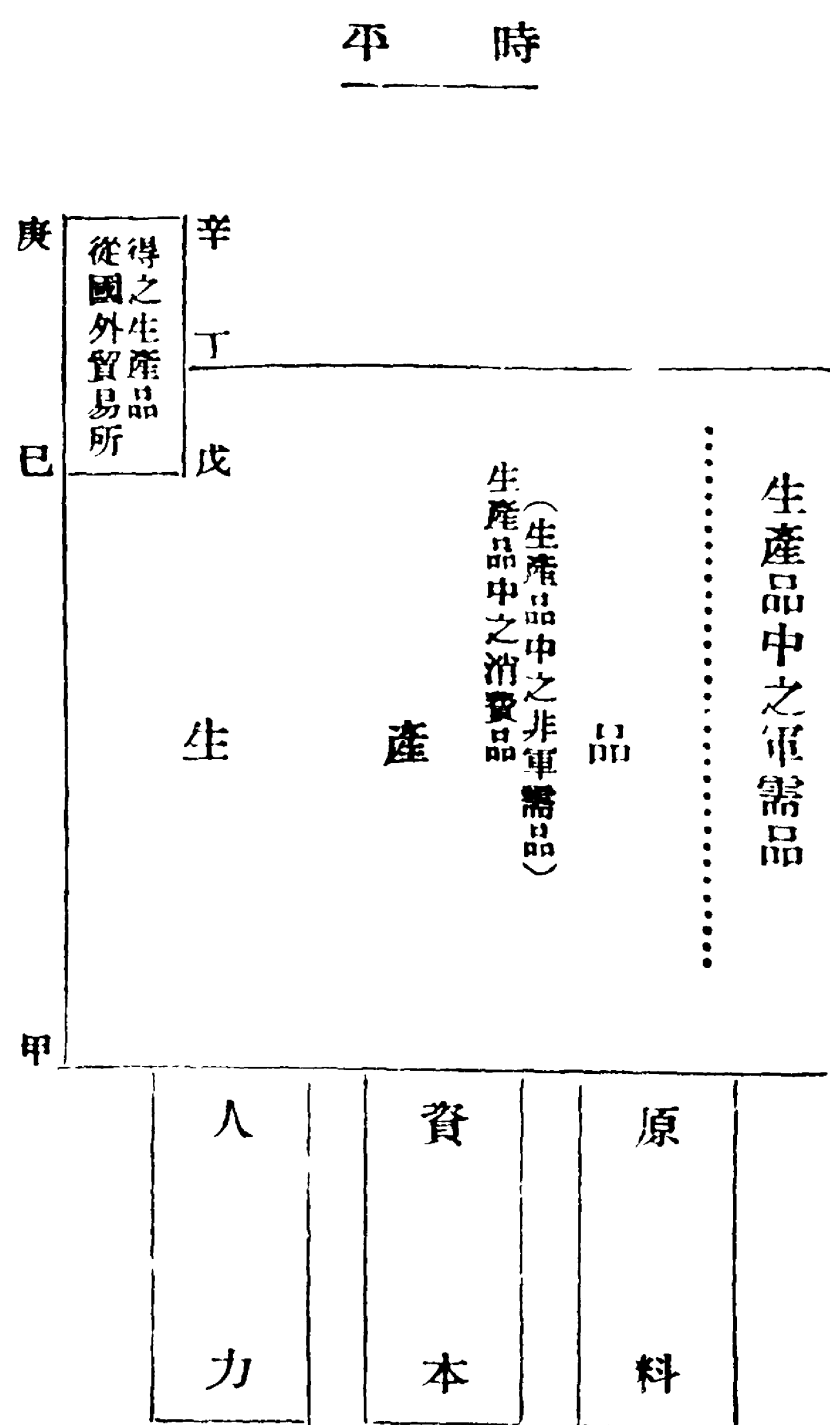 平時
庚
辛
從國外貿易所
得之生產品
丁
巳
戊
生產品中之消費品
(生產品中之非軍需品)
生產品中之軍需品
生產品
甲
人力
資本
原料